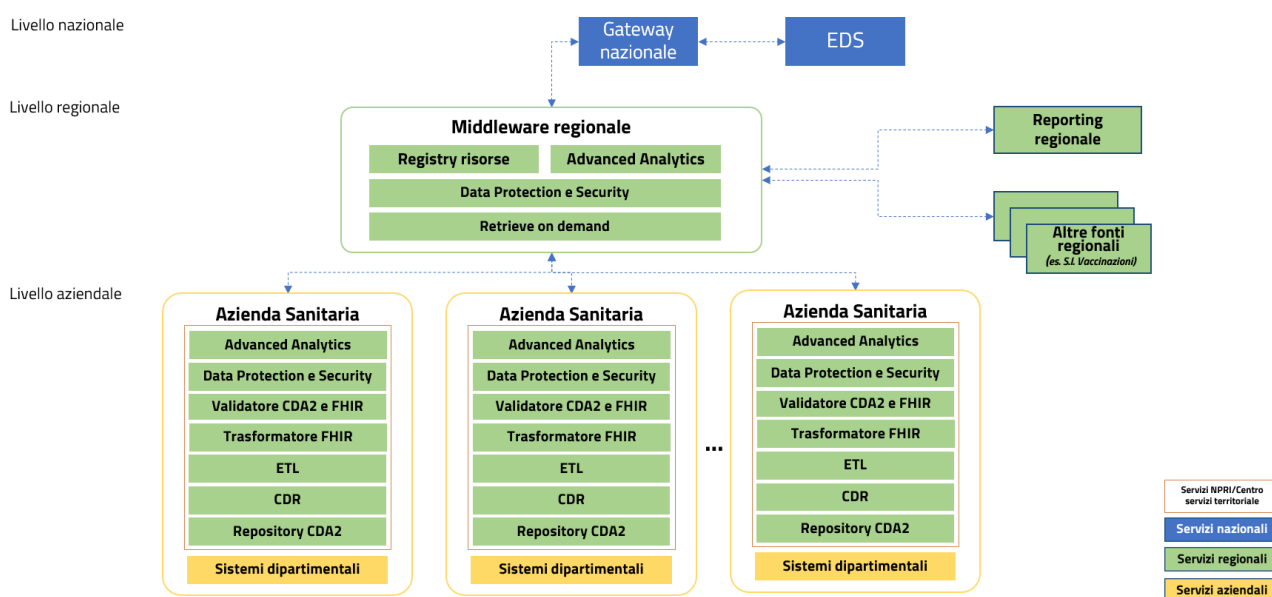 Livello nazionale
Gateway
nazionale
EDS
Livello regionale
Middleware regionale
Registry risorse
Advanced Analytics
Data Protection e Security
Retrieve on demand
Reporting
regionale
Altre fonti
regionali
(es. S.I. Vaccinazioni)
Livello aziendale
Azienda Sanitaria
Advanced Analytics
Data Protection e Security
Validatore CDA2 e FHIR
Trasformatore FHIR
ETL
CDR
Repository CDA2
Sistemi dipartimentali
Azienda Sanitaria
Advanced Analytics
Data Protection e Security
Validatore CDA2 e FHIR
Trasformatore FHIR
ETL
CDR
Repository CDA2
Sistemi dipartimentali
...
Azienda Sanitaria
Advanced Analytics
Data Protection e Security
Validatore CDA2 e FHIR
Trasformatore FHIR
ETL
CDR
Repository CDA2
Sistemi dipartimentali
Servizi NPRI/Centro
servizi territoriale
Servizi nazionali
Servizi regionali
Servizi aziendali